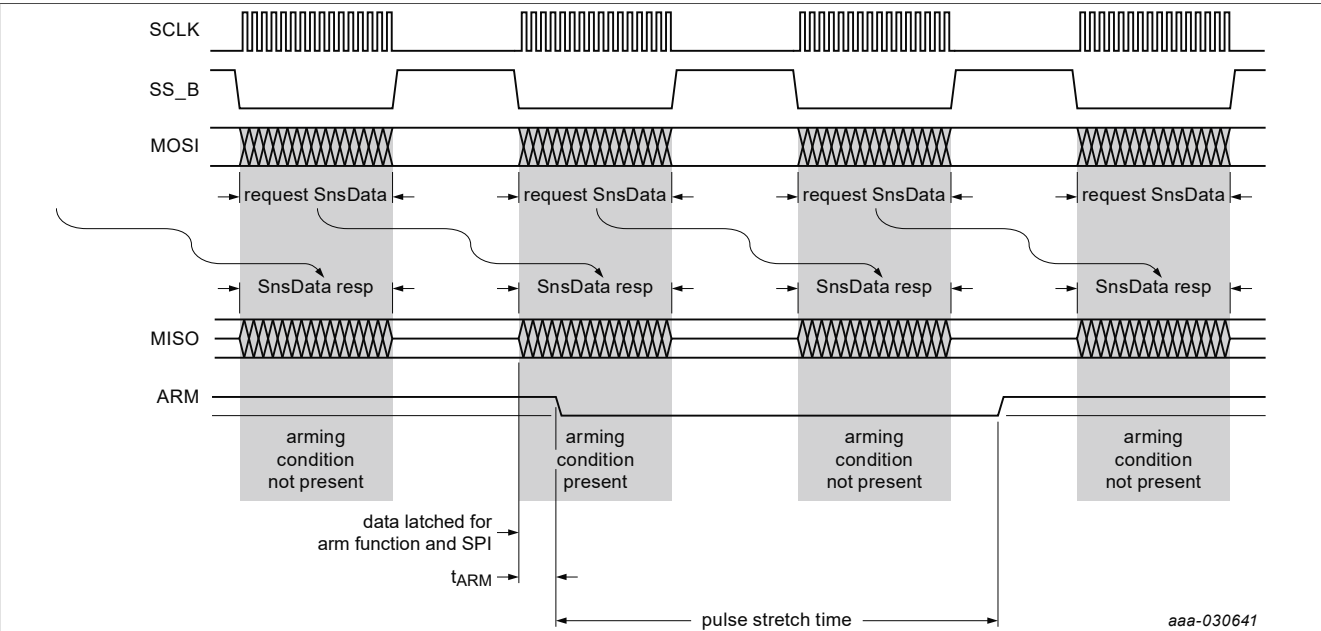 SCLK
SS_B
MOSI
request SnsData request SnsData request SnsData request SnsData
SnsData resp SnsData resp SnsData resp SnsData resp
MISO
ARM
arming arming arming arming
condition condition condition condition
not present present not present not present
data latched for
arm function and SPI
tARM
pulse stretch time
aaa-030641